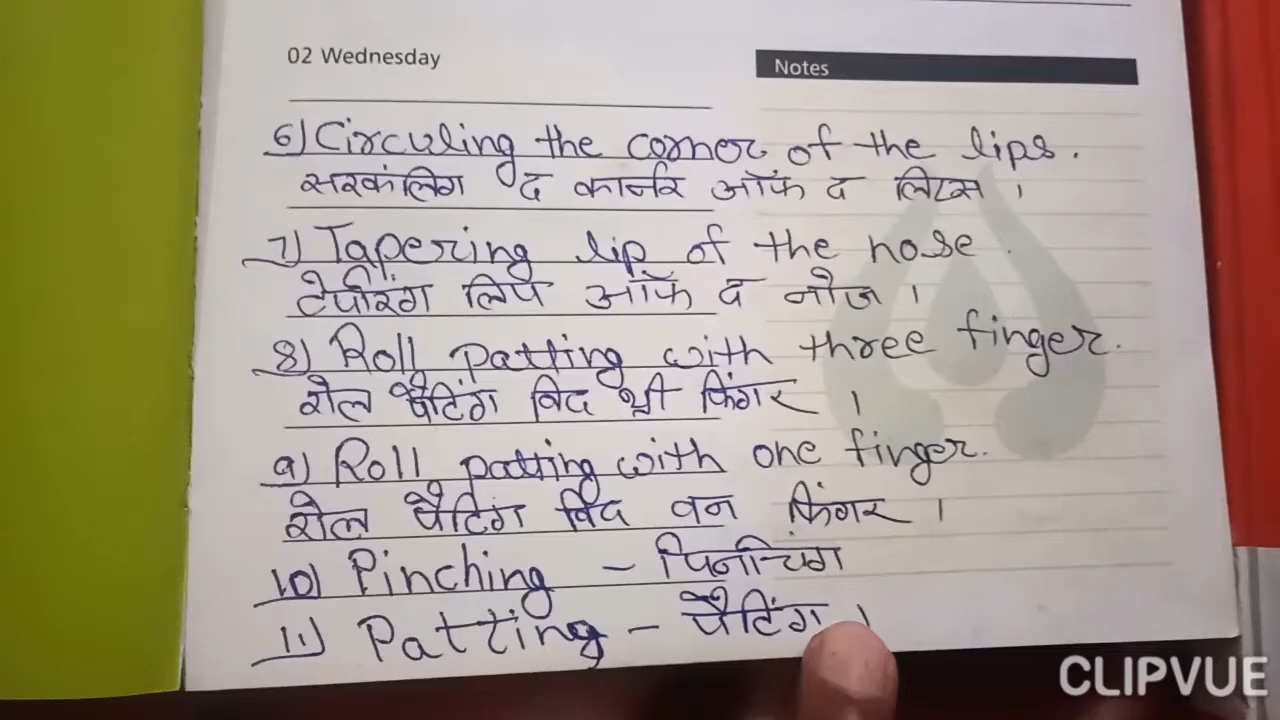 02 Wednesday
Notes
6) Circuling the corner of the lips.
सरकंलिग द कार्नर ऑफ द लिप्स ।
7) Tapering lip of the nose.
टेपीरिंग लिप ऑफ द नौज ।
8) Roll patting with three finger.
रोल पैटिंग विद थ्री फिंगर ।
9) Roll patting with one finger.
रोल पैटिंग विद वन फिंगर ।
10) Pinching – पिनचिंग
11) Patting – पैटिंग ।
CLIPVUE